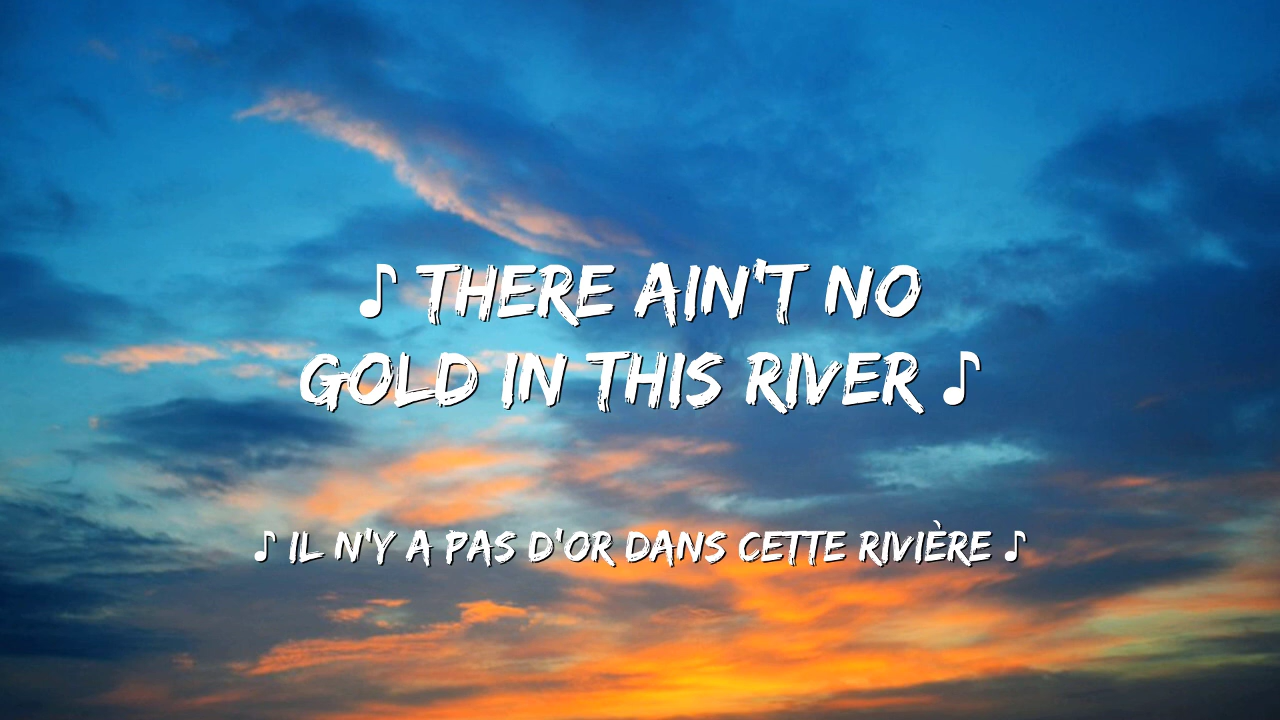 ♪ THERE AIN'T NO
GOLD IN THIS RIVER ♪
♪ IL N'Y A PAS D'OR DANS CETTE RIVIÈRE ♪